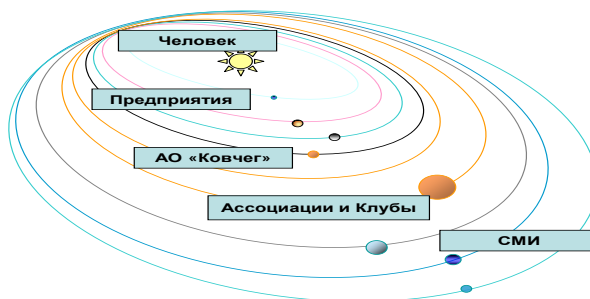 Человек
Предприятия
АО «Ковчег»
Ассоциации и Клубы
СМИ